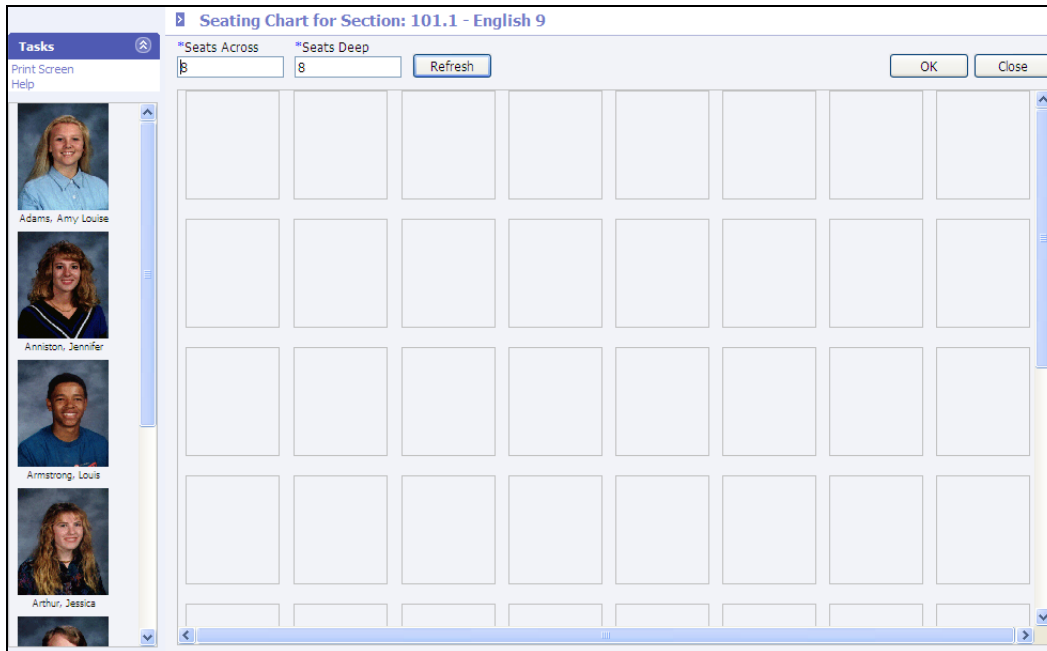 Seating Chart for Section: 101.1 - English 9
Tasks
Print Screen
Help
*Seats Across
*Seats Deep
8
8
Refresh
OK
Close
Adams, Amy Louise
Anniston, Jennifer
Armstrong, Louis
Arthur, Jessica